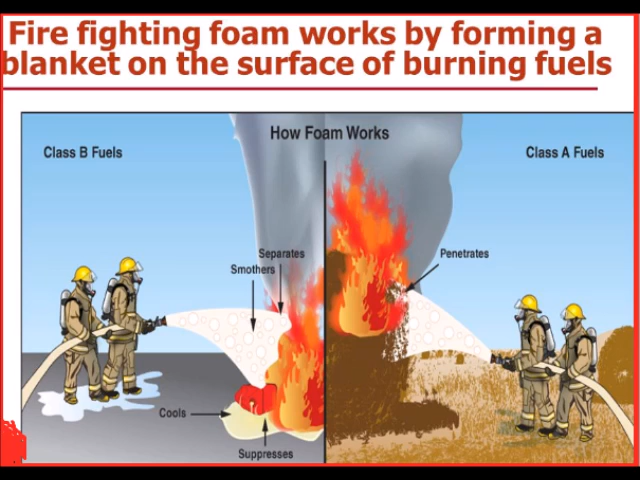 Fire fighting foam works by forming a
blanket on the surface of burning fuels
How Foam Works
Class B Fuels
Class A Fuels
Separates
Smothers
Penetrates
Cools
Suppresses